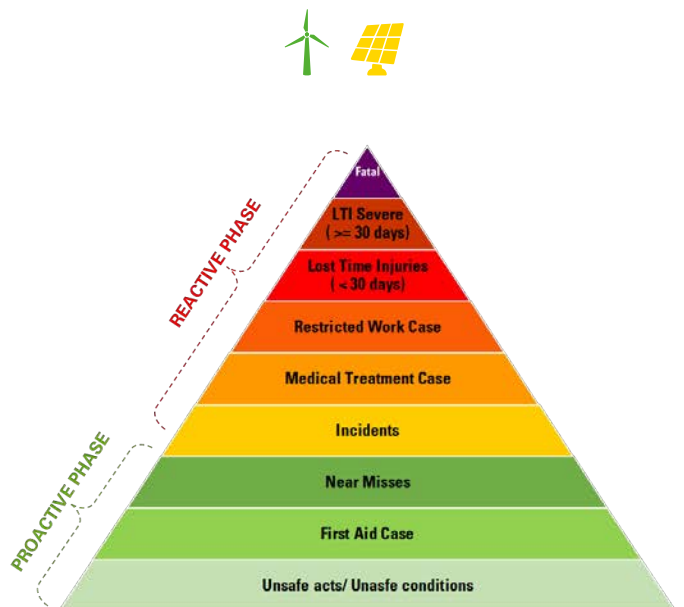 Fatal
LTI Severe
( >= 30 days)
Lost Time Injuries
( <30 days)
REACTIVE PHASE
Restricted Work Case
Medical Treatment Case
Incidents
PROACTIVE PHASE
Near Misses
First Aid Case
Unsafe acts/ Unasfe conditions